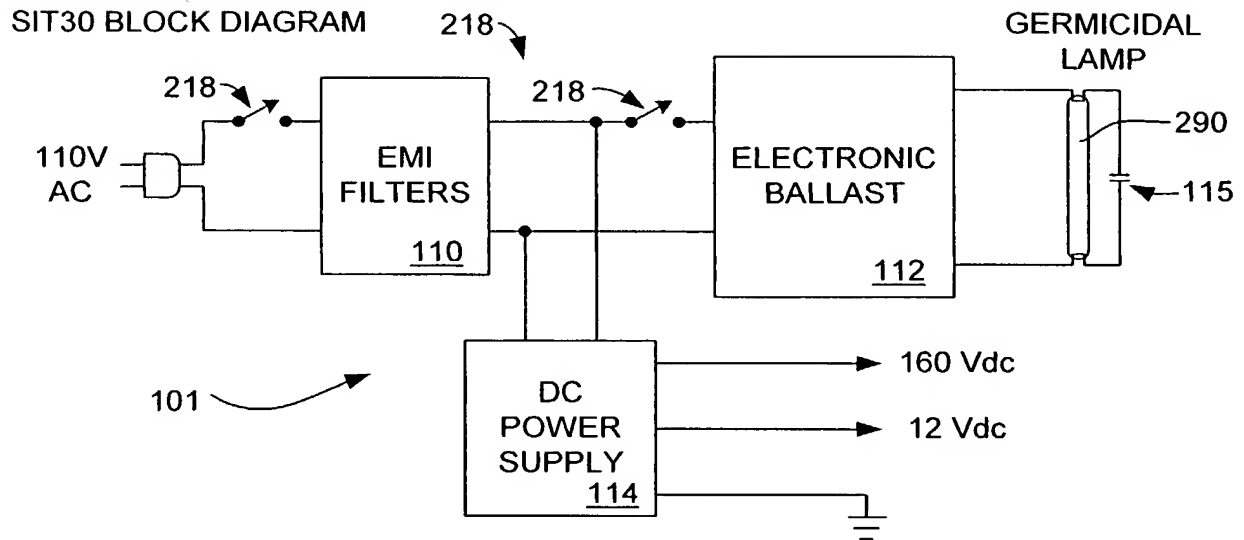 SIT30 BLOCK DIAGRAM
218
GERMICIDAL
LAMP
218
218
290
110V
AC
EMI
FILTERS
110
ELECTRONIC
BALLAST
112
115
101
DC
POWER
SUPPLY
114
160 Vdc
12 Vdc